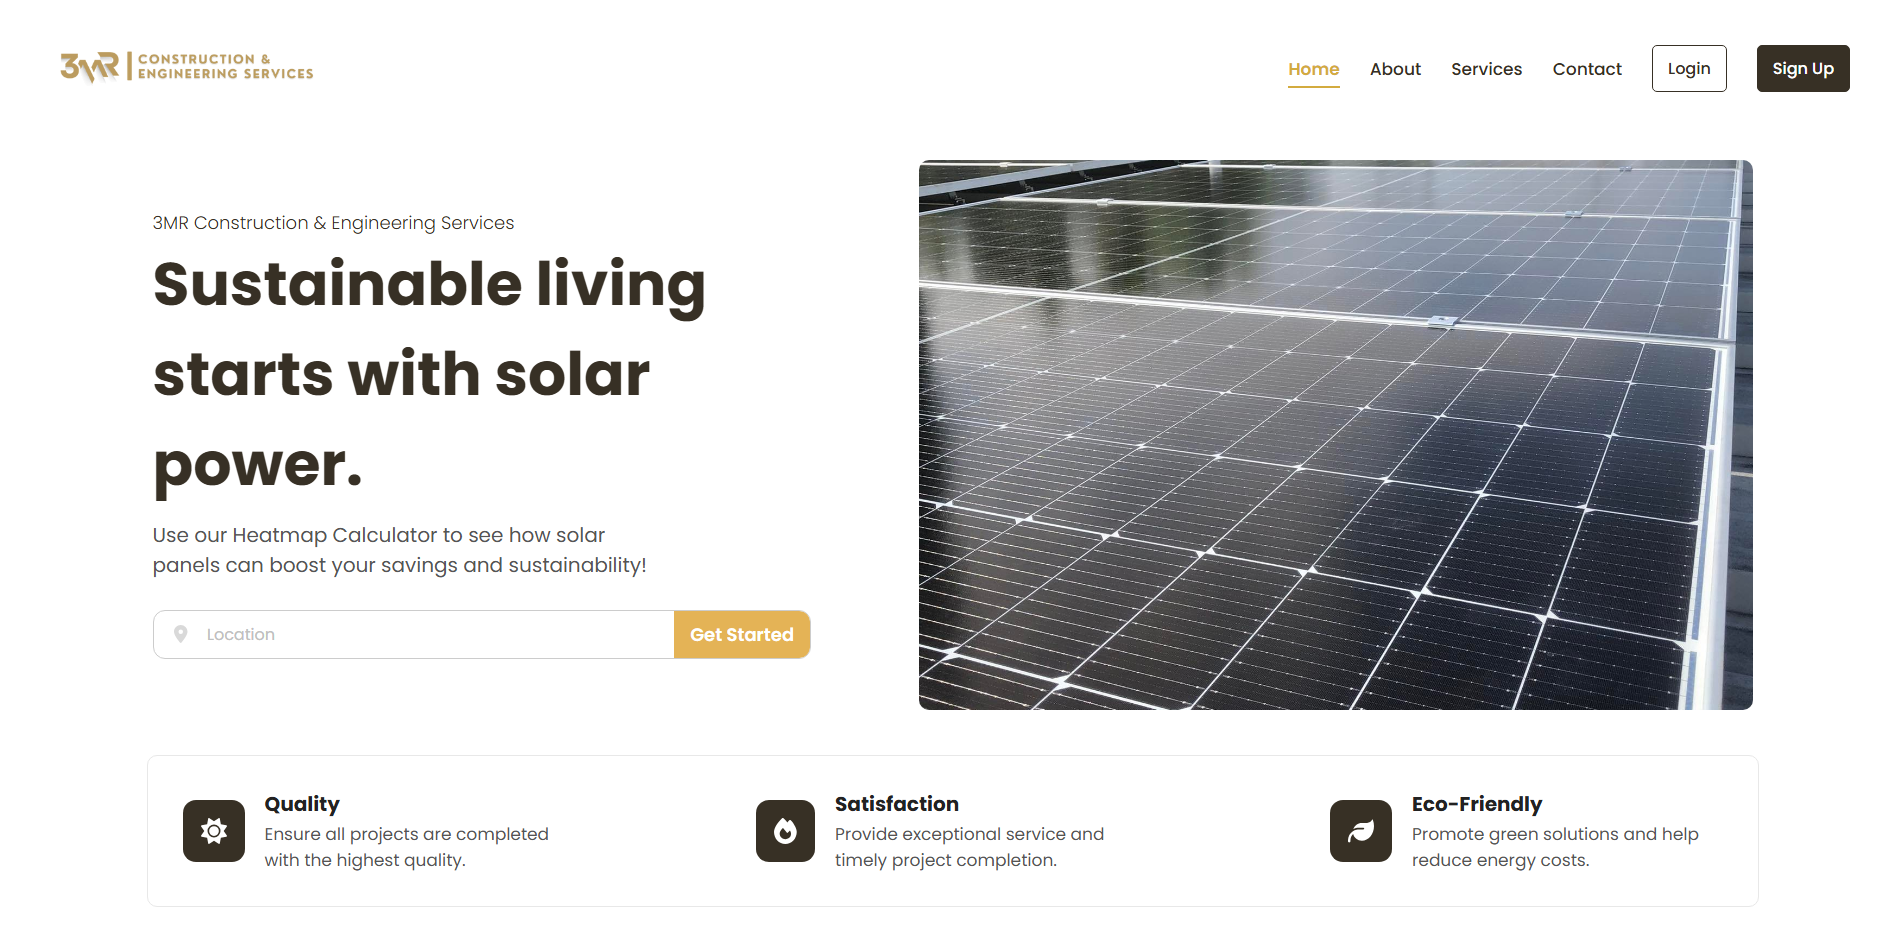 3MR CONSTRUCTION &
ENGINEERING SERVICES
Home About Services Contact Login Sign Up
3MR Construction & Engineering Services
Sustainable living
starts with solar
power.
Use our Heatmap Calculator to see how solar
panels can boost your savings and sustainability!
Location Get Started
Quality
Ensure all projects are completed
with the highest quality.
Satisfaction
Provide exceptional service and
timely project completion.
Eco-Friendly
Promote green solutions and help
reduce energy costs.